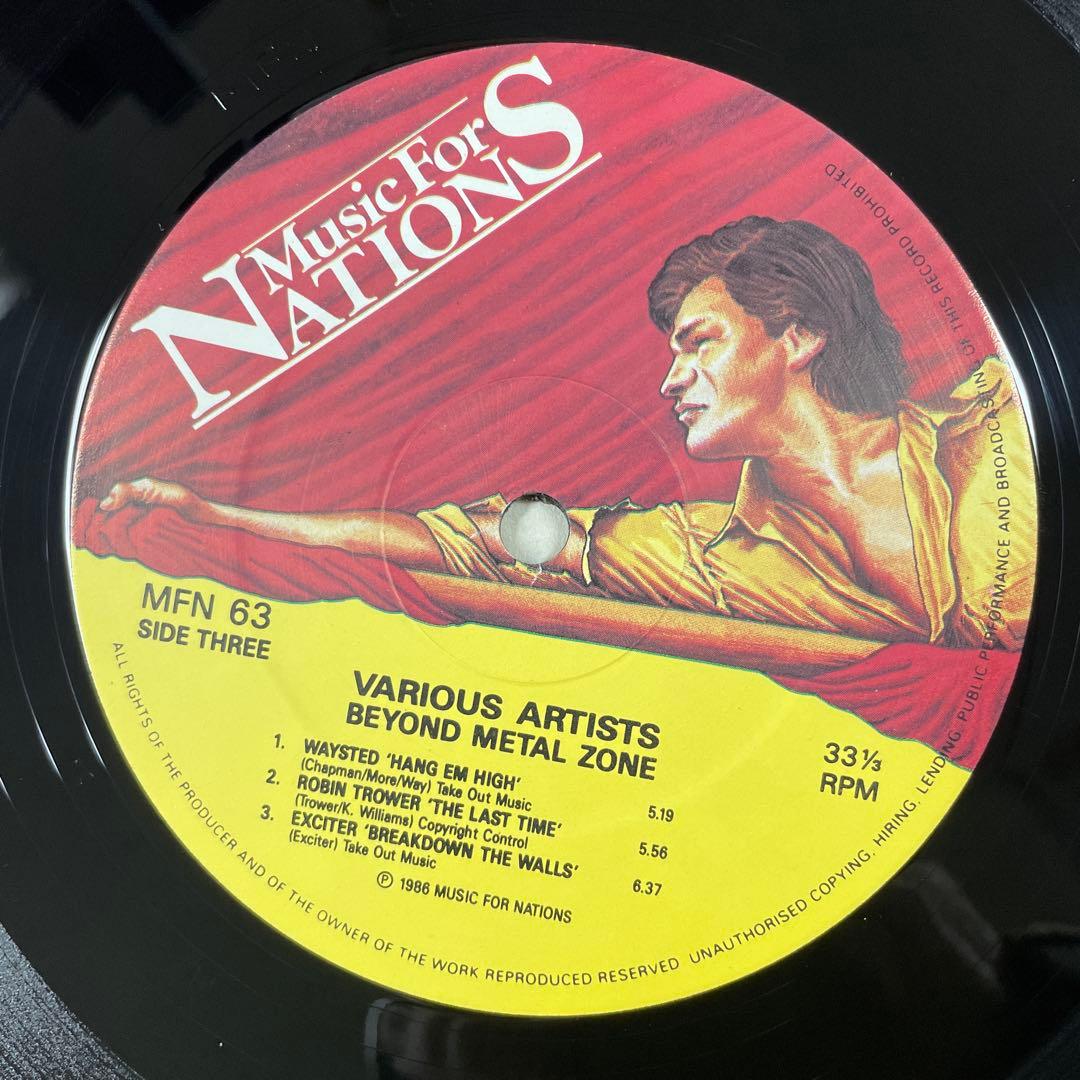 Music For
NATIONS
MFN 63
SIDE THREE
VARIOUS ARTISTS
BEYOND METAL ZONE
1. WAYSTED 'HANG EM HIGH'
(Chapman/More/Way) Take Out Music 5.19
2. ROBIN TROWER 'THE LAST TIME'
(Trower/K. Williams) Copyright Control 5.56
3. EXCITER 'BREAKDOWN THE WALLS'
(Exciter) Take Out Music 6.37
℗ 1986 MUSIC FOR NATIONS
33⅓
RPM
ALL RIGHTS OF THE PRODUCER AND OF THE OWNER OF THE WORK REPRODUCED RESERVED UNAUTHORISED COPYING, HIRING, LENDING, PUBLIC PERFORMANCE AND BROADCASTING OF THIS RECORD PROHIBITED